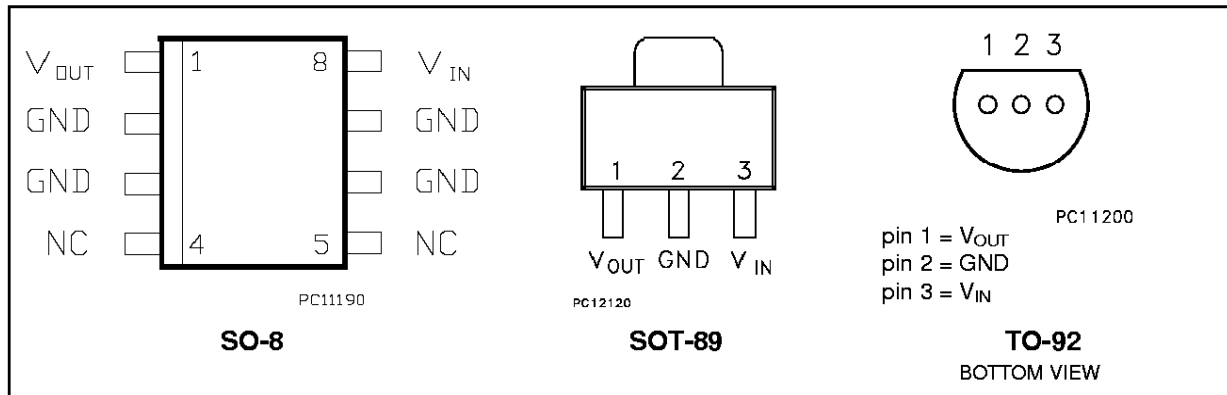 V OUT 1 8 V IN
GND GND
GND GND
NC 4 5 NC
PC11190
SO-8
1 2 3
VOUT GND VIN
PC12120
SOT-89
1 2 3
PC11200
pin 1 = VOUT
pin 2 = GND
pin 3 = VIN
TO-92
BOTTOM VIEW